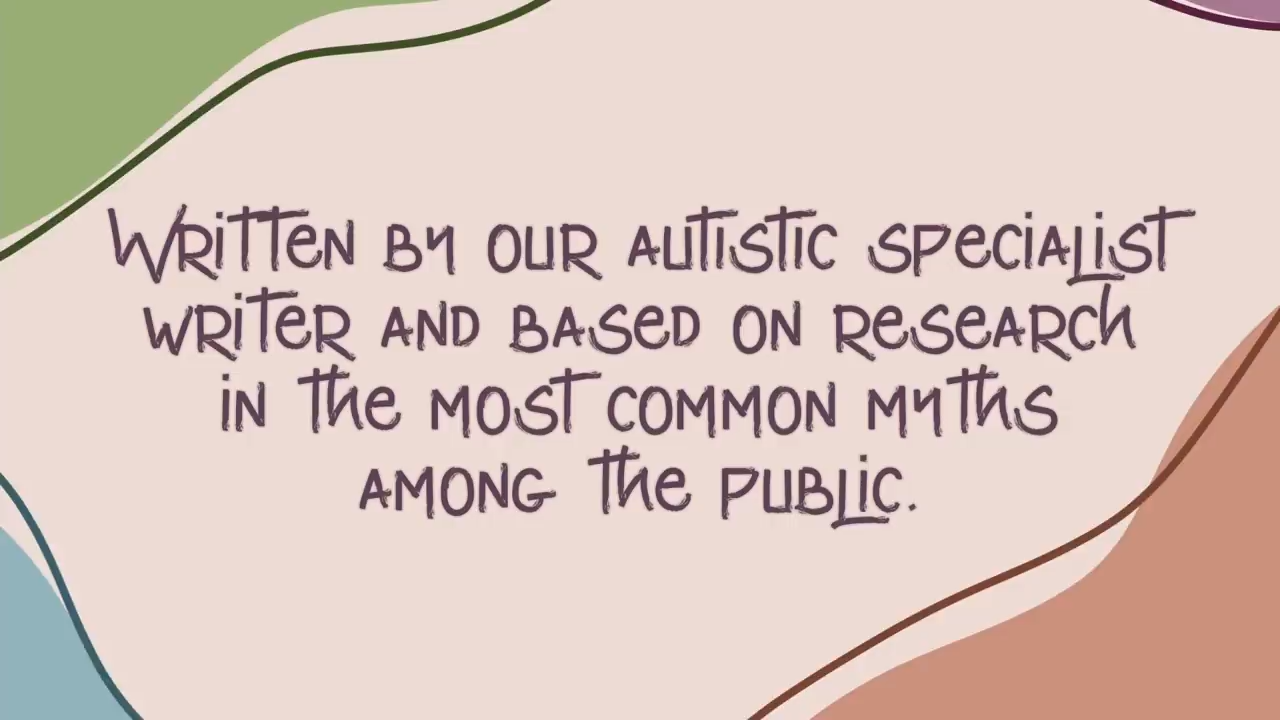 Written by our autistic specialist
writer and based on research
in the most common myths
among the public.